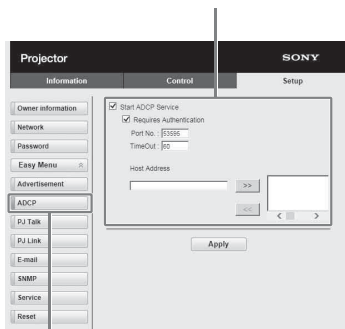 Projector
SONY
Information
Control
Setup
Owner information
Network
Password
Easy Menu
Advertisement
ADCP
PJ Talk
PJ Link
E-mail
SNMP
Service
Reset
Start ADCP Service
Requires Authentication
Port No. : 53595
TimeOut : 60
Host Address
>>
<<
< >
Apply